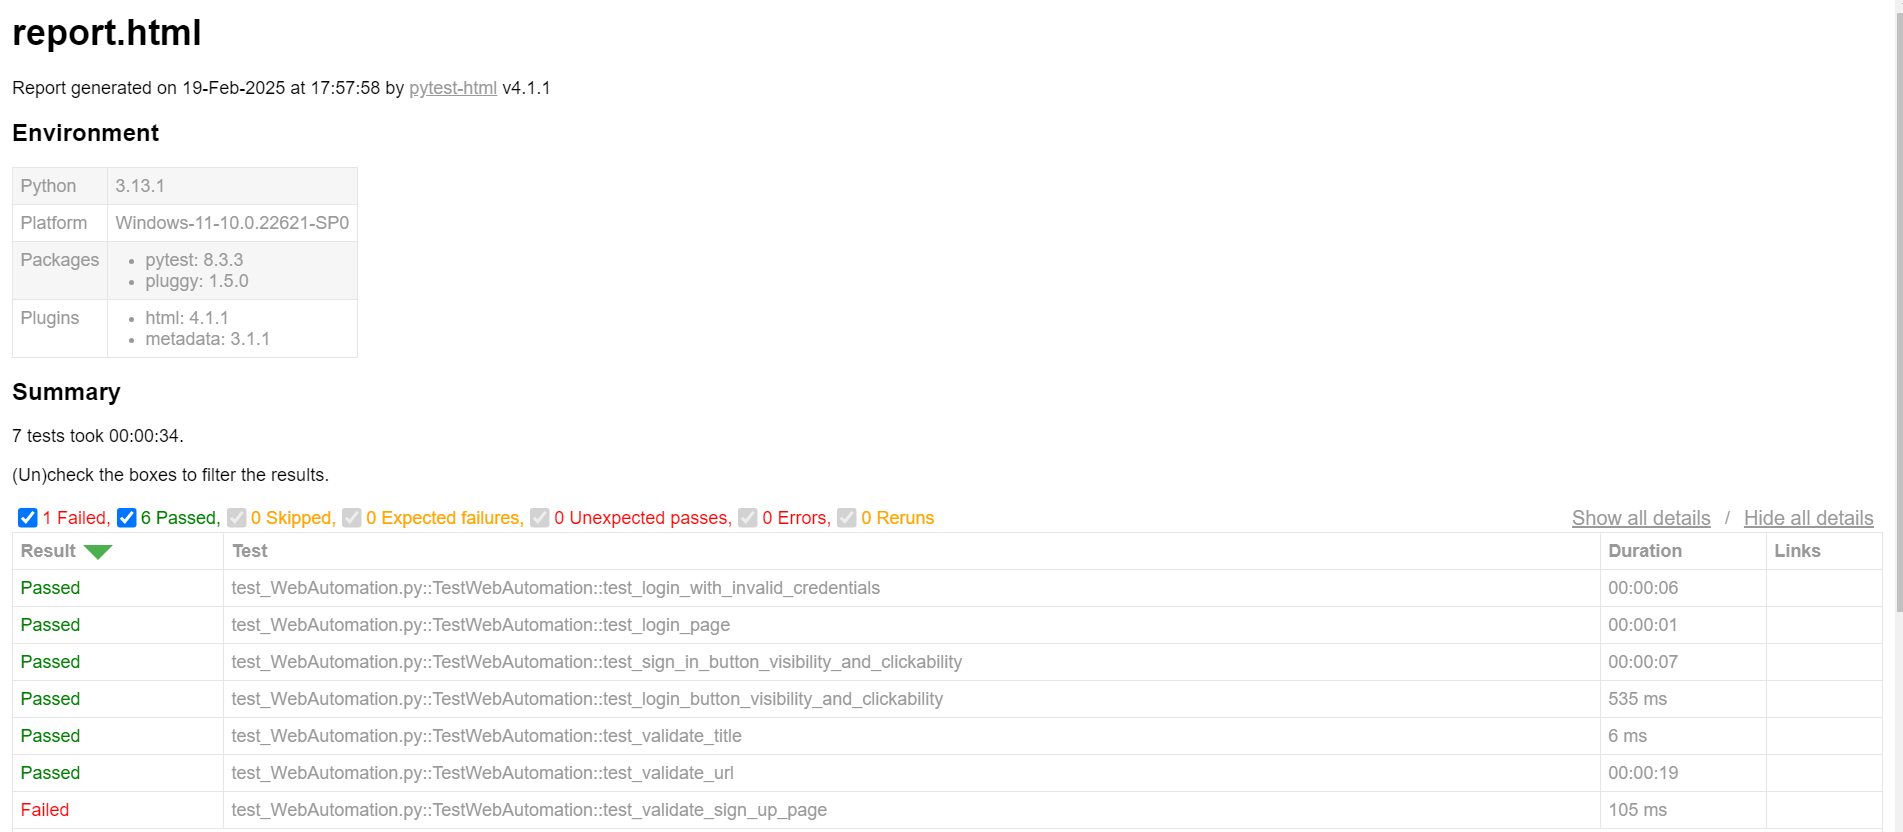 report.html
Report generated on 19-Feb-2025 at 17:57:58 by pytest-html v4.1.1
Environment
Python 3.13.1
Platform Windows-11-10.0.22621-SP0
Packages • pytest: 8.3.3
• pluggy: 1.5.0
Plugins • html: 4.1.1
• metadata: 3.1.1
Summary
7 tests took 00:00:34.
(Un)check the boxes to filter the results.
1 Failed, 6 Passed, 0 Skipped, 0 Expected failures, 0 Unexpected passes, 0 Errors, 0 Reruns Show all details / Hide all details
Result Test Duration Links
Passed test_WebAutomation.py::TestWebAutomation::test_login_with_invalid_credentials 00:00:06
Passed test_WebAutomation.py::TestWebAutomation::test_login_page 00:00:01
Passed test_WebAutomation.py::TestWebAutomation::test_sign_in_button_visibility_and_clickability 00:00:07
Passed test_WebAutomation.py::TestWebAutomation::test_login_button_visibility_and_clickability 535 ms
Passed test_WebAutomation.py::TestWebAutomation::test_validate_title 6 ms
Passed test_WebAutomation.py::TestWebAutomation::test_validate_url 00:00:19
Failed test_WebAutomation.py::TestWebAutomation::test_validate_sign_up_page 105 ms